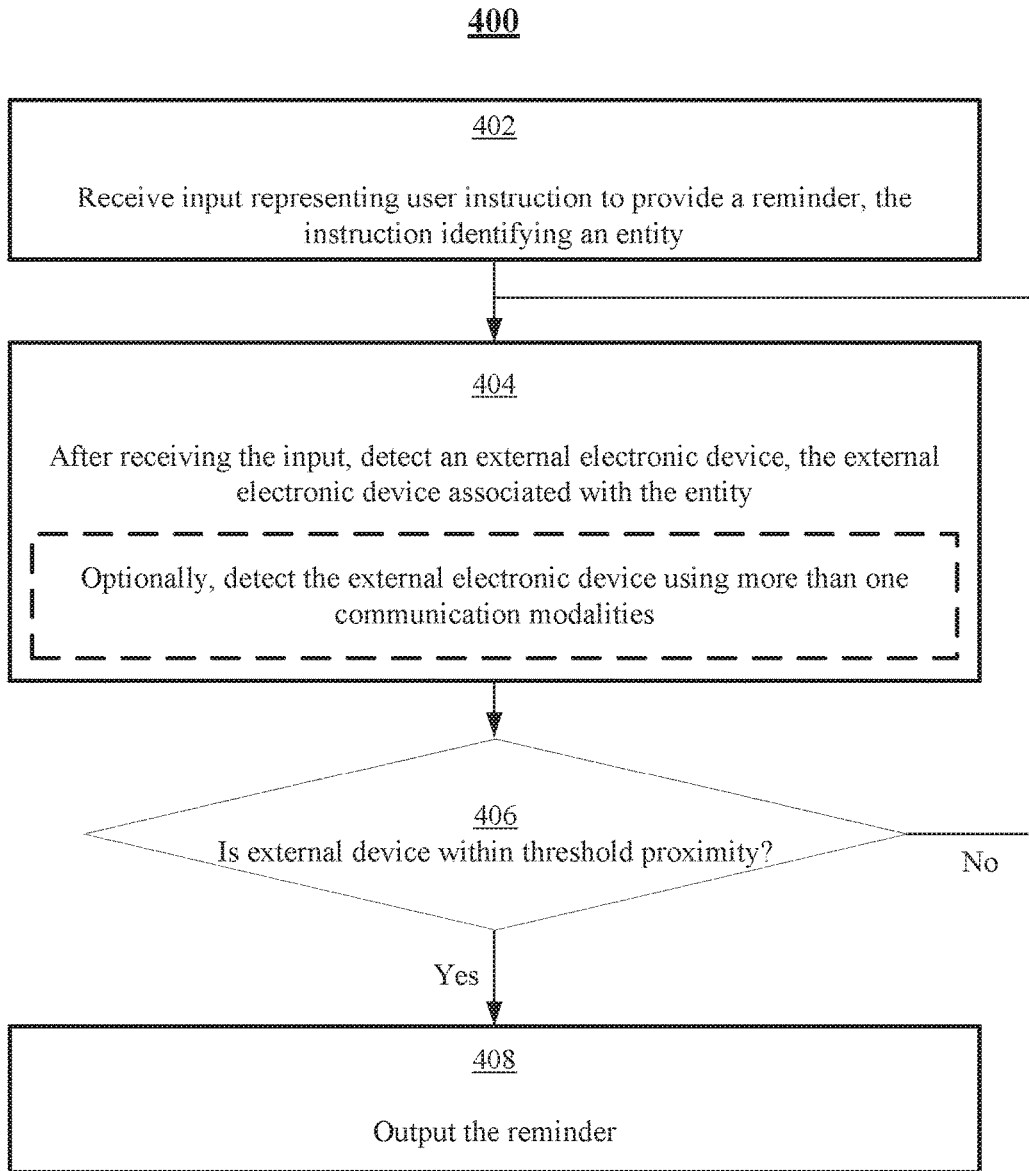 400
402
Receive input representing user instruction to provide a reminder, the
instruction identifying an entity
404
After receiving the input, detect an external electronic device, the external
electronic device associated with the entity
Optionally, detect the external electronic device using more than one
communication modalities
406
Is external device within threshold proximity?
No
Yes
408
Output the reminder